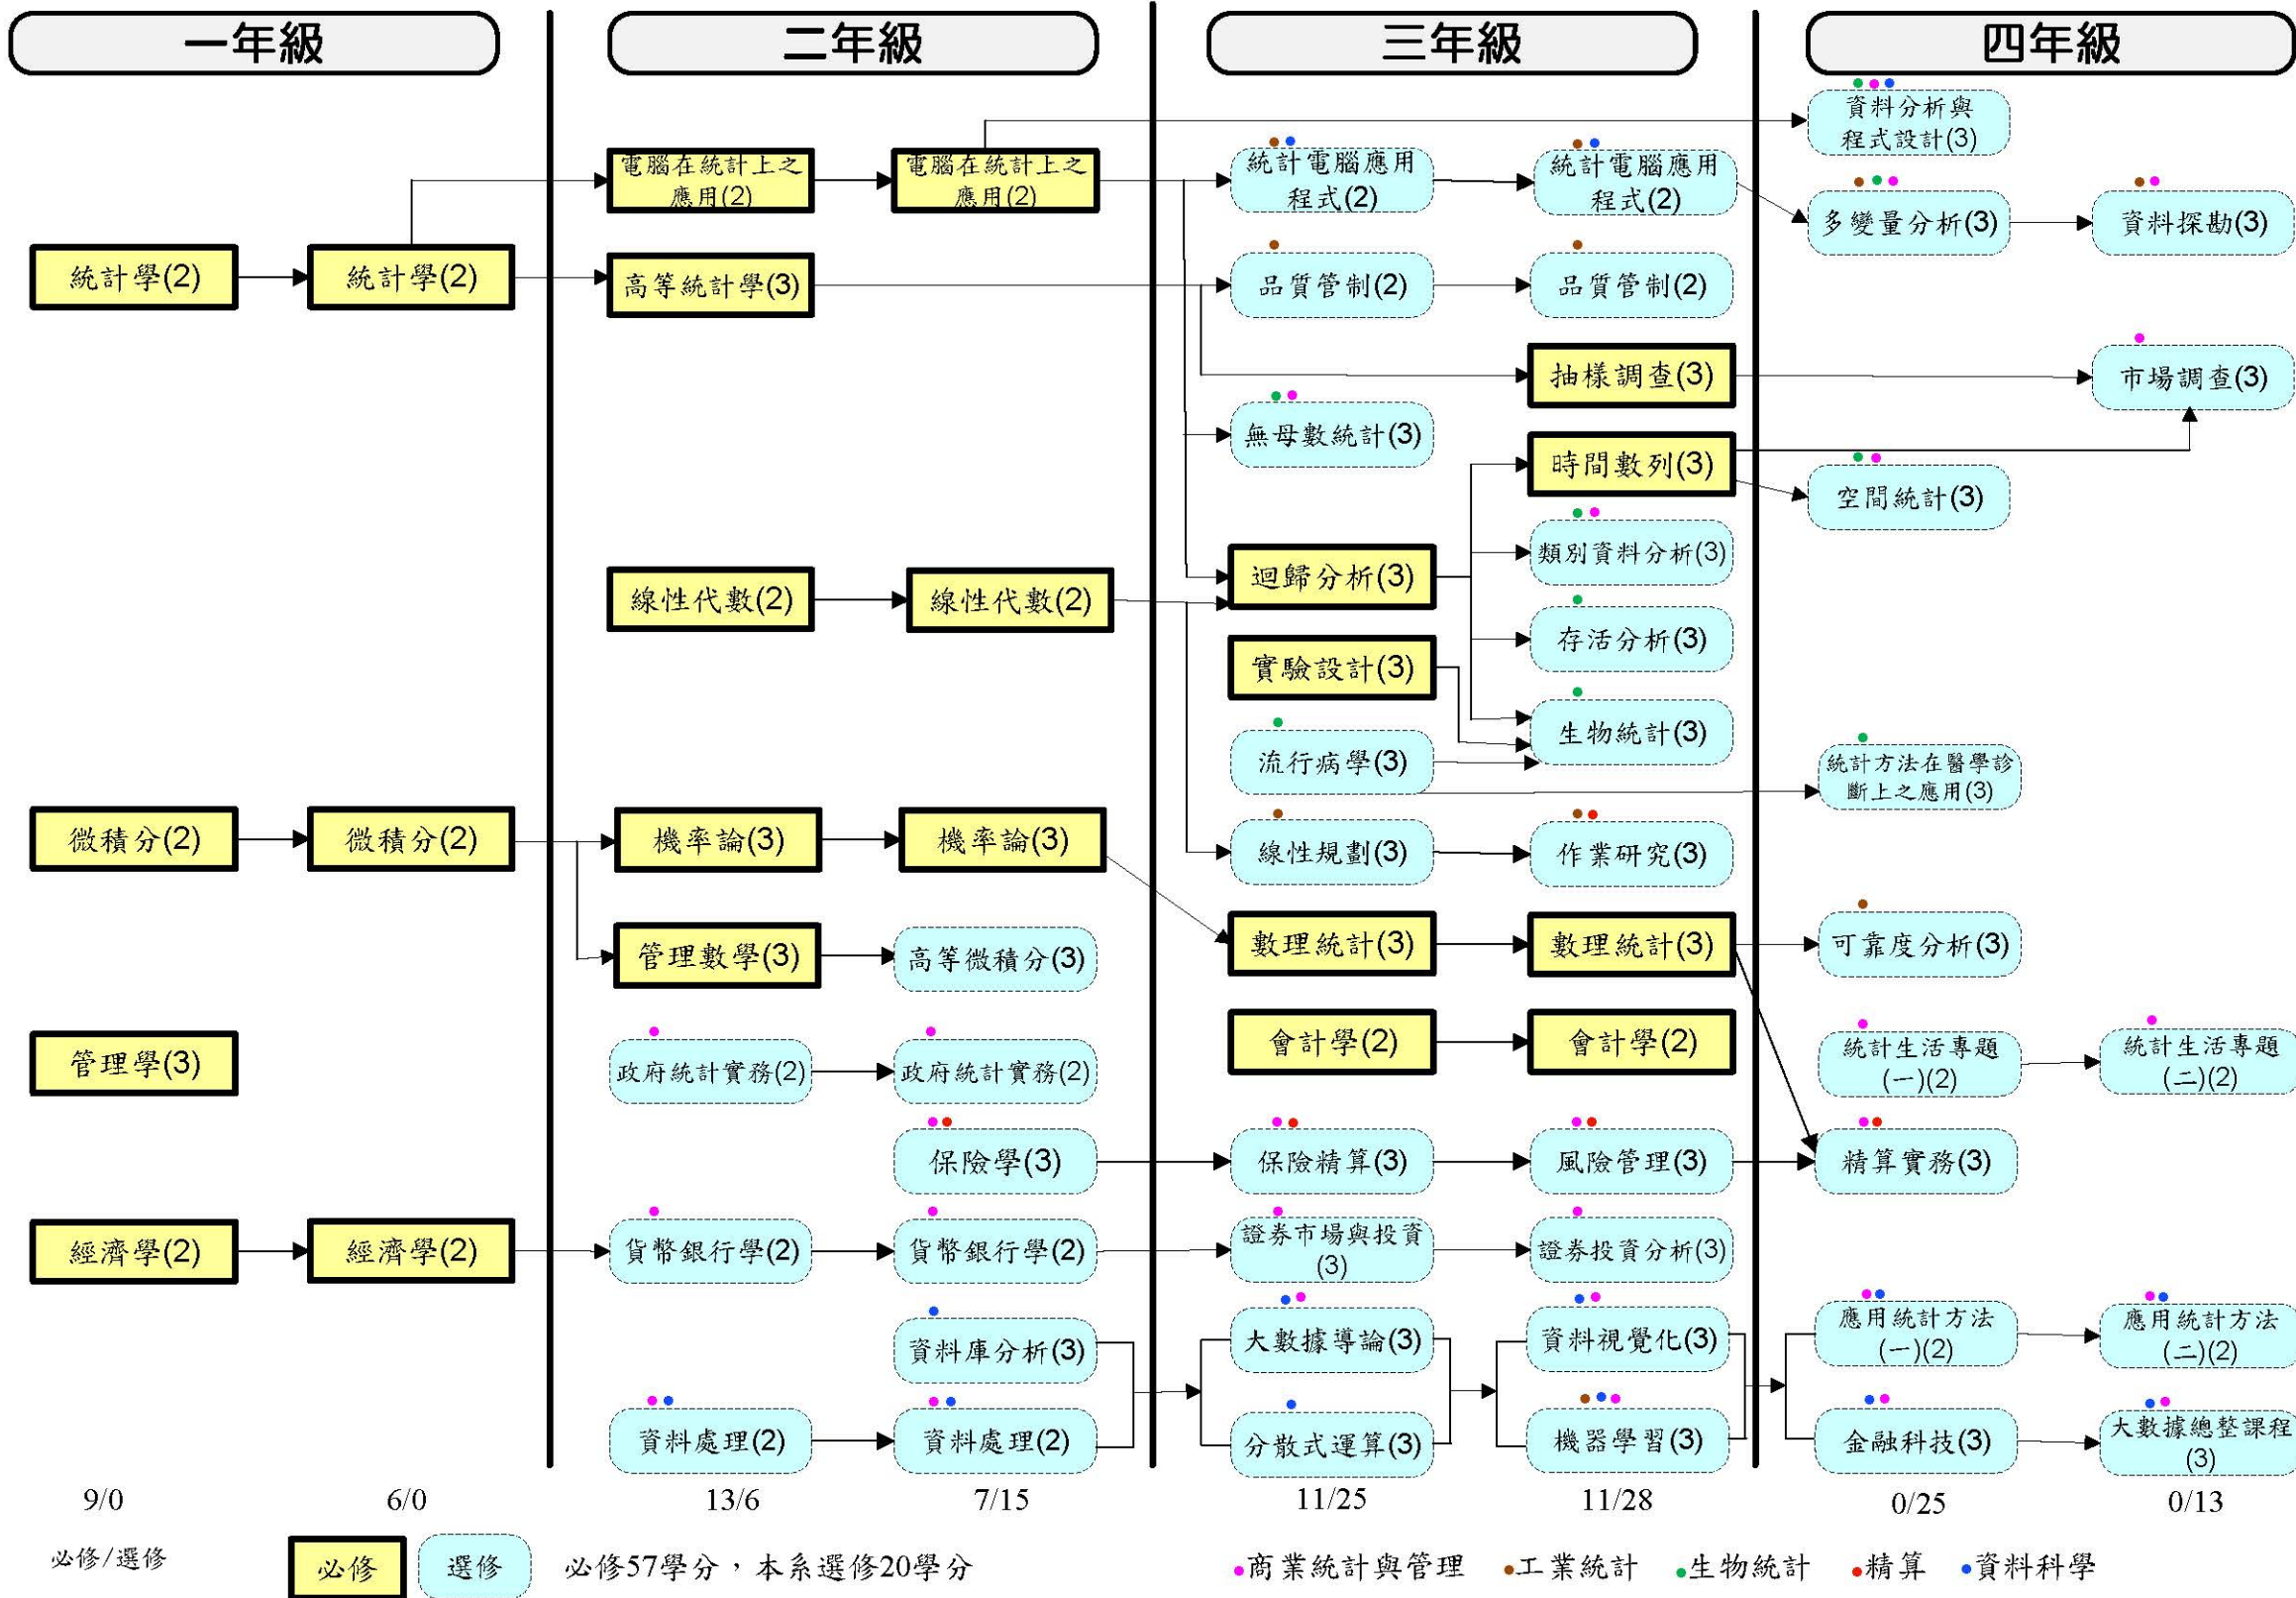 一年級
二年級
三年級
四年級
資料分析與
程式設計(3)
電腦在統計上之
應用(2)
電腦在統計上之
應用(2)
統計電腦應用
程式(2)
統計電腦應用
程式(2)
多變量分析(3)
資料探勘(3)
統計學(2)
統計學(2)
高等統計學(3)
品質管制(2)
品質管制(2)
抽樣調查(3)
市場調查(3)
無母數統計(3)
時間數列(3)
空間統計(3)
類別資料分析(3)
線性代數(2)
線性代數(2)
迴歸分析(3)
存活分析(3)
實驗設計(3)
生物統計(3)
流行病學(3)
統計方法在醫學診
斷上之應用(3)
微積分(2)
微積分(2)
機率論(3)
機率論(3)
線性規劃(3)
作業研究(3)
管理數學(3)
高等微積分(3)
數理統計(3)
數理統計(3)
可靠度分析(3)
管理學(3)
政府統計實務(2)
政府統計實務(2)
會計學(2)
會計學(2)
統計生活專題
(一)(2)
統計生活專題
(二)(2)
保險學(3)
保險精算(3)
風險管理(3)
精算實務(3)
經濟學(2)
經濟學(2)
貨幣銀行學(2)
貨幣銀行學(2)
證券市場與投資
(3)
證券投資分析(3)
資料庫分析(3)
大數據導論(3)
資料視覺化(3)
應用統計方法
(一)(2)
應用統計方法
(二)(2)
資料處理(2)
資料處理(2)
分散式運算(3)
機器學習(3)
金融科技(3)
大數據總整課程
(3)
9/0
6/0
13/6
7/15
11/25
11/28
0/25
0/13
必修/選修
必修
選修
必修57學分，本系選修20學分
商業統計與管理
工業統計
生物統計
精算
資料科學